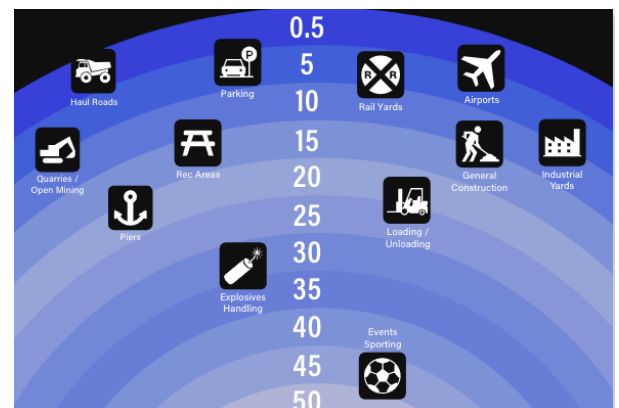 0.5
P
5
Haul Roads
Parking
R R
Rail Yards
Airports
10
15
Quarries /
Open Mining
Rec Areas
General
Construction
Industrial
Yards
20
Piers
25
Loading /
Unloading
30
Explosives
Handling
35
40
Events
Sporting
45
50